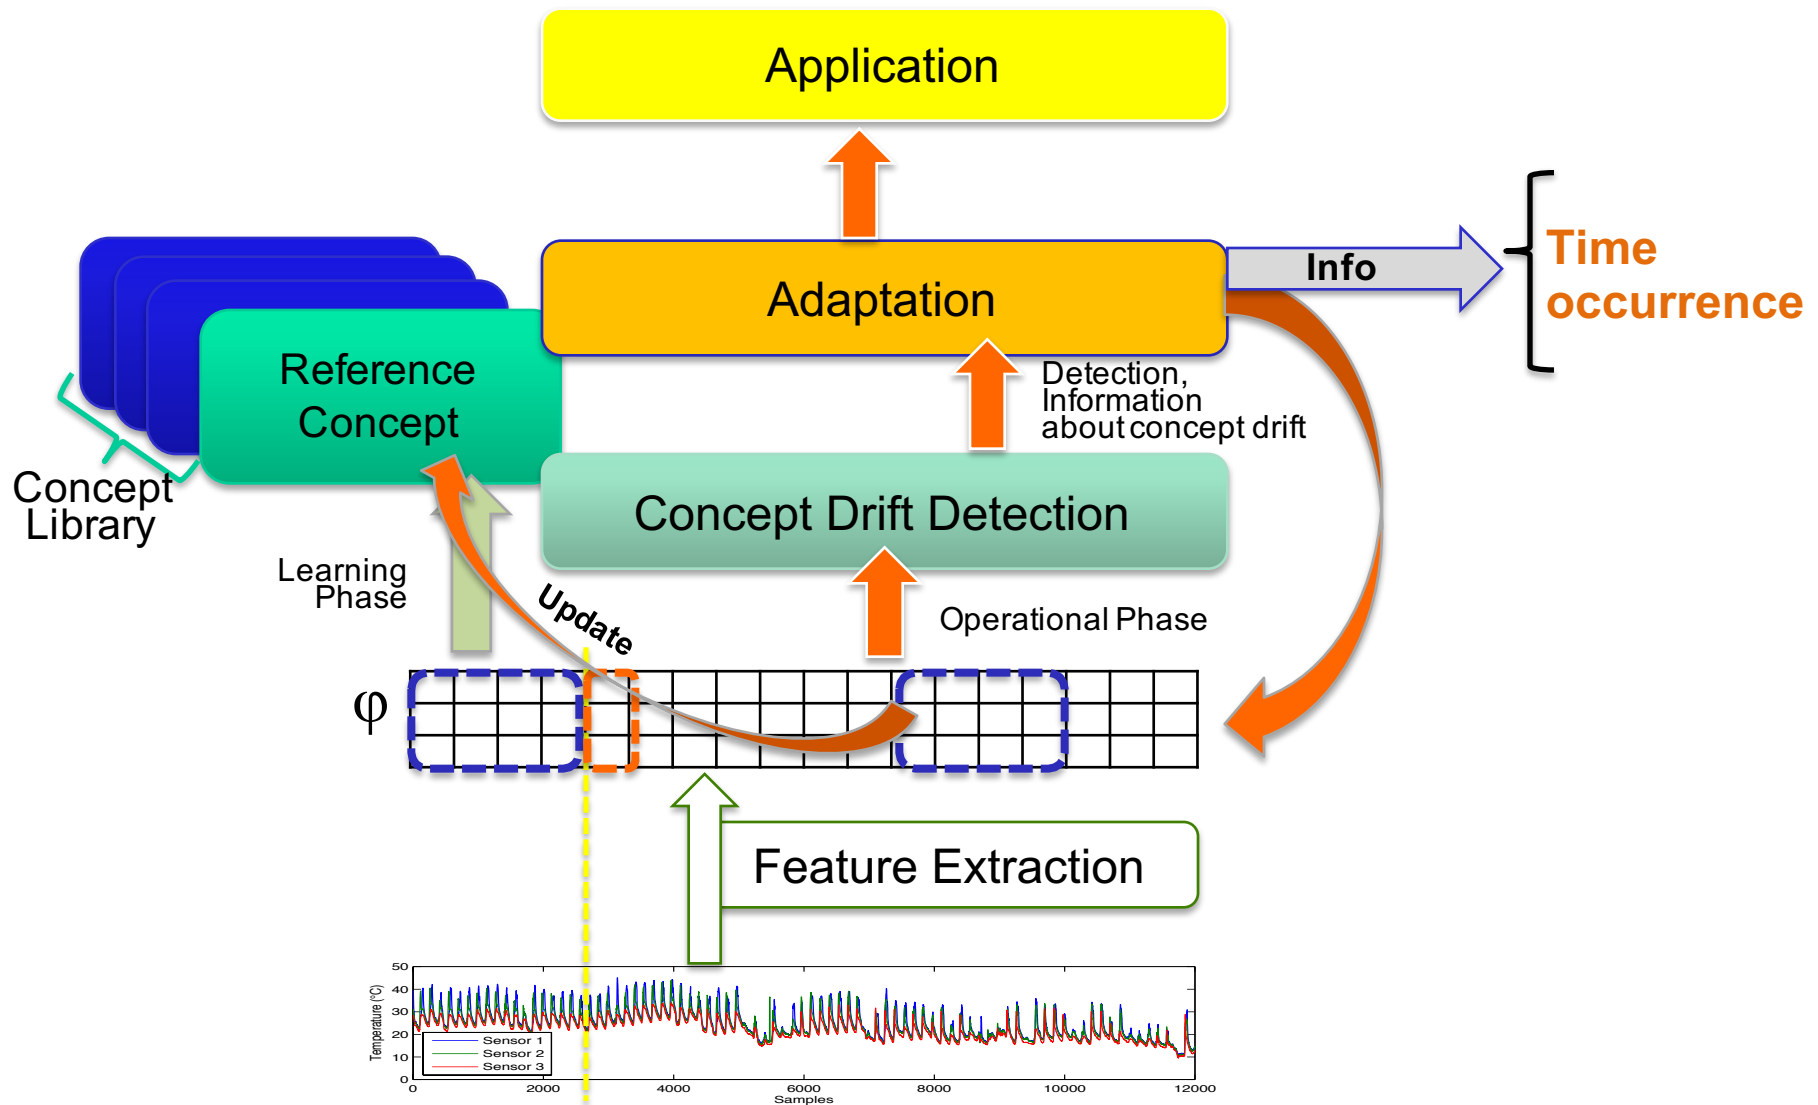 Application
Info
Time
occurrence
Adaptation
Reference
Concept
Detection,
Information
about concept drift
Concept
Library
Concept Drift Detection
Learning
Phase
Update
Operational Phase
φ
Feature Extraction
50
40
30
20
10
0
Temperature (°C)
Sensor 1
Sensor 2
Sensor 3
0 2000 4000 6000 8000 10000 12000
Samples